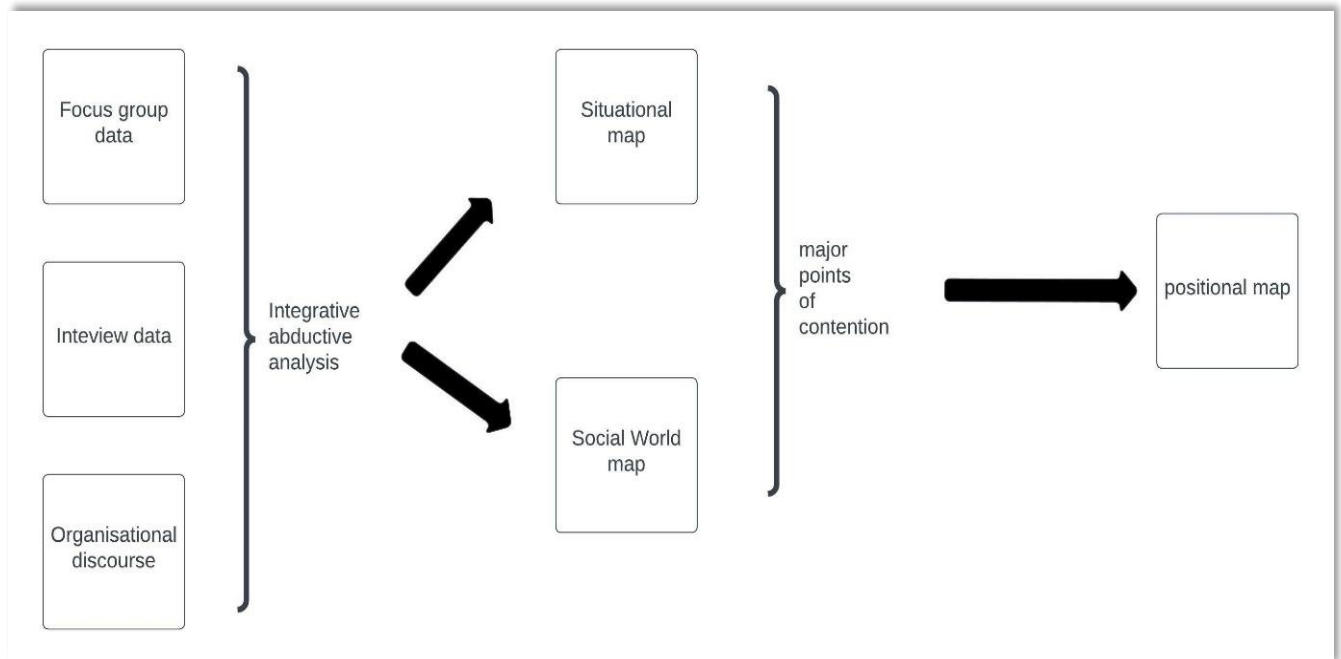 Focus group
data
Inteview data
Organisational
discourse
Integrative
abductive
analysis
Situational
map
Social World
map
major
points
of
contention
positional map